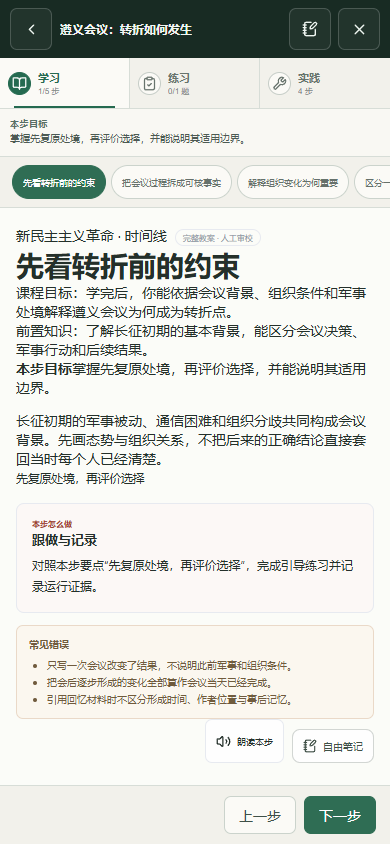 遵义会议：转折如何发生
学习
1/5 步
练习
0/1 题
实践
4 步
本步目标
掌握先复原处境，再评价选择，并能说明其适用边界。
先看转折前的约束
把会议过程拆成可核事实
解释组织变化为何重要
区分一
新民主主义革命 · 时间线
完整教案 · 人工审校
先看转折前的约束
课程目标：学完后，你能依据会议背景、组织条件和军事
处境解释遵义会议为何成为转折点。
前置知识：了解长征初期的基本背景，能区分会议决策、
军事行动和后续结果。
本步目标掌握先复原处境，再评价选择，并能说明其适用
边界。
长征初期的军事被动、通信困难和组织分歧共同构成会议
背景。先画态势与组织关系，不把后来的正确结论直接套
回当时每个人已经清楚。
先复原处境，再评价选择
本步怎么做
跟做与记录
对照本步要点“先复原处境，再评价选择”，完成引导练习并记
录运行证据。
常见错误
只写一次会议改变了结果，不说明此前军事和组织条件。
把会后逐步形成的变化全部算作会议当天已经完成。
引用回忆材料时不区分形成时间、作者位置与事后记忆。
朗读本步
自由笔记
上一步
下一步